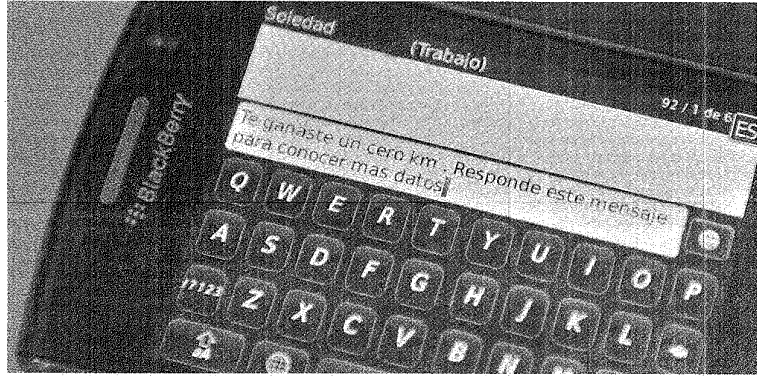 Soledad
(Trabajo)
92 / 1 de 6
ES
Te ganaste un cero km . Responde este mensaje
para conocer mas datos
BlackBerry
Q W E R T Y U I O P
A S D F G H J K L
!?123 Z X C V B N M
aA